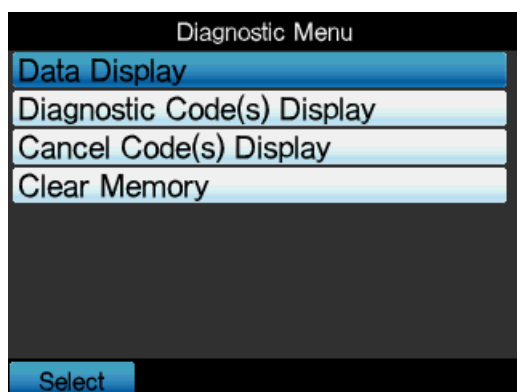 Diagnostic Menu
Data Display
Diagnostic Code(s) Display
Cancel Code(s) Display
Clear Memory
Select